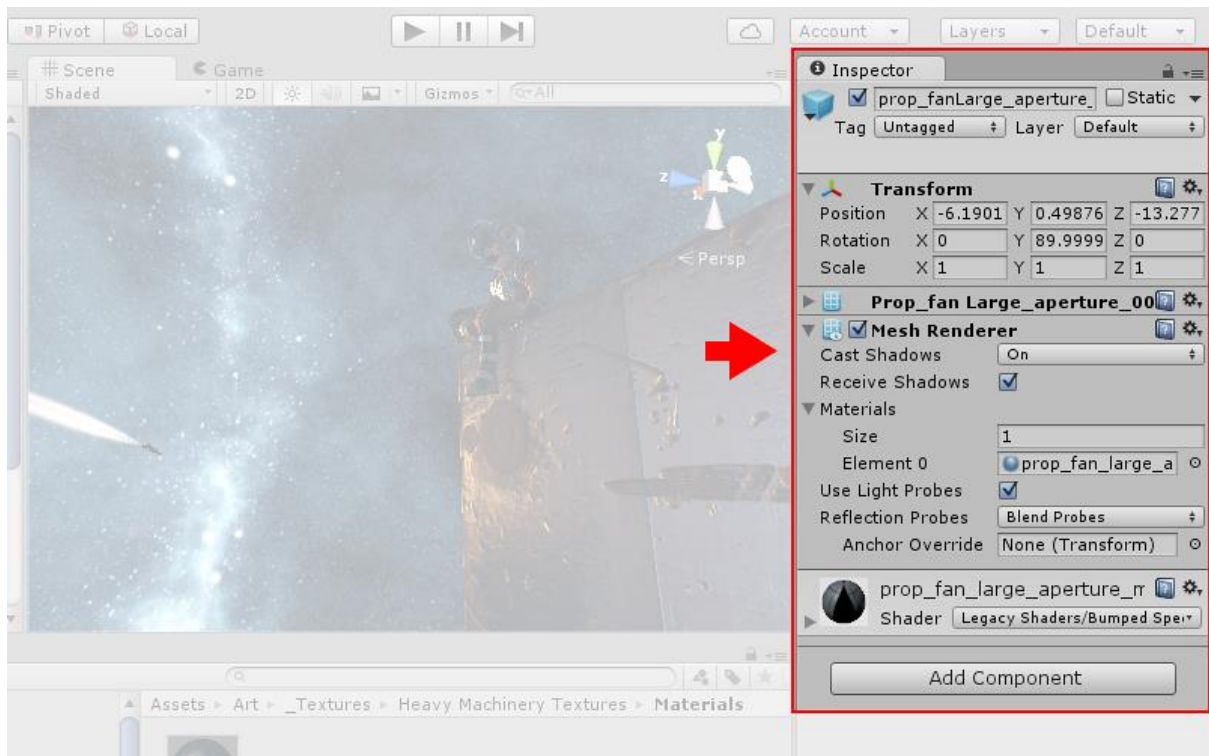 Pivot Local Account Layers Default
Scene Game
Shaded 2D Gizmos All
y
z
x
Persp
Inspector
prop_fanLarge_aperture_ Static
Tag Untagged Layer Default
Transform
Position X -6.1901 Y 0.49876 Z -13.277
Rotation X 0 Y 89.9999 Z 0
Scale X 1 Y 1 Z 1
Prop_fan Large_aperture_00
Mesh Renderer
Cast Shadows On
Receive Shadows
Materials
Size 1
Element 0 prop_fan_large_a
Use Light Probes
Reflection Probes Blend Probes
Anchor Override None (Transform)
prop_fan_large_aperture_m
Shader Legacy Shaders/Bumped Spe
Add Component
Assets Art _Textures Heavy Machinery Textures Materials